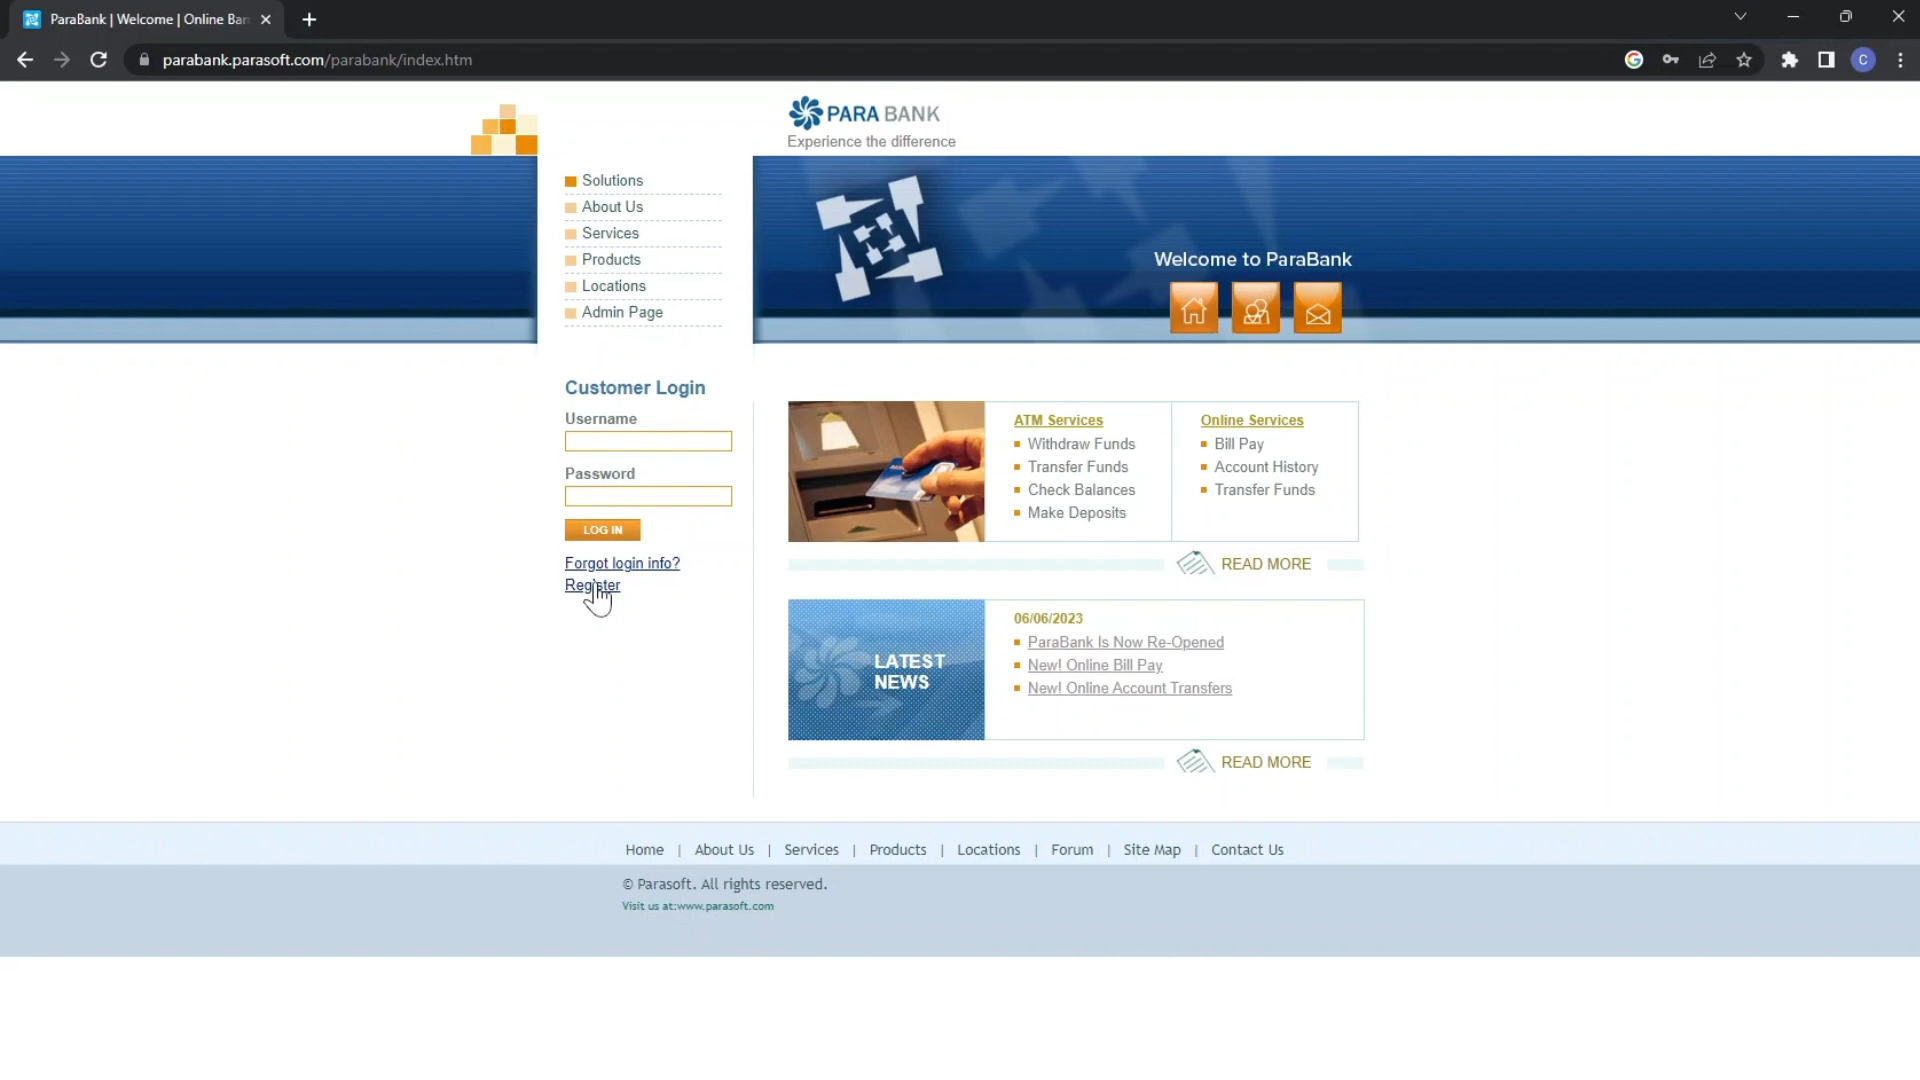 ParaBank | Welcome | Online Ban
parabank.parasoft.com/parabank/index.htm
C
PARA BANK
Experience the difference
Solutions
About Us
Services
Products
Locations
Admin Page
Welcome to ParaBank
Customer Login
Username
Password
LOG IN
Forgot login info?
Register
ATM Services
Withdraw Funds
Transfer Funds
Check Balances
Make Deposits
Online Services
Bill Pay
Account History
Transfer Funds
READ MORE
LATEST
NEWS
06/06/2023
ParaBank Is Now Re-Opened
New! Online Bill Pay
New! Online Account Transfers
READ MORE
Home | About Us | Services | Products | Locations | Forum | Site Map | Contact Us
© Parasoft. All rights reserved.
Visit us at:www.parasoft.com